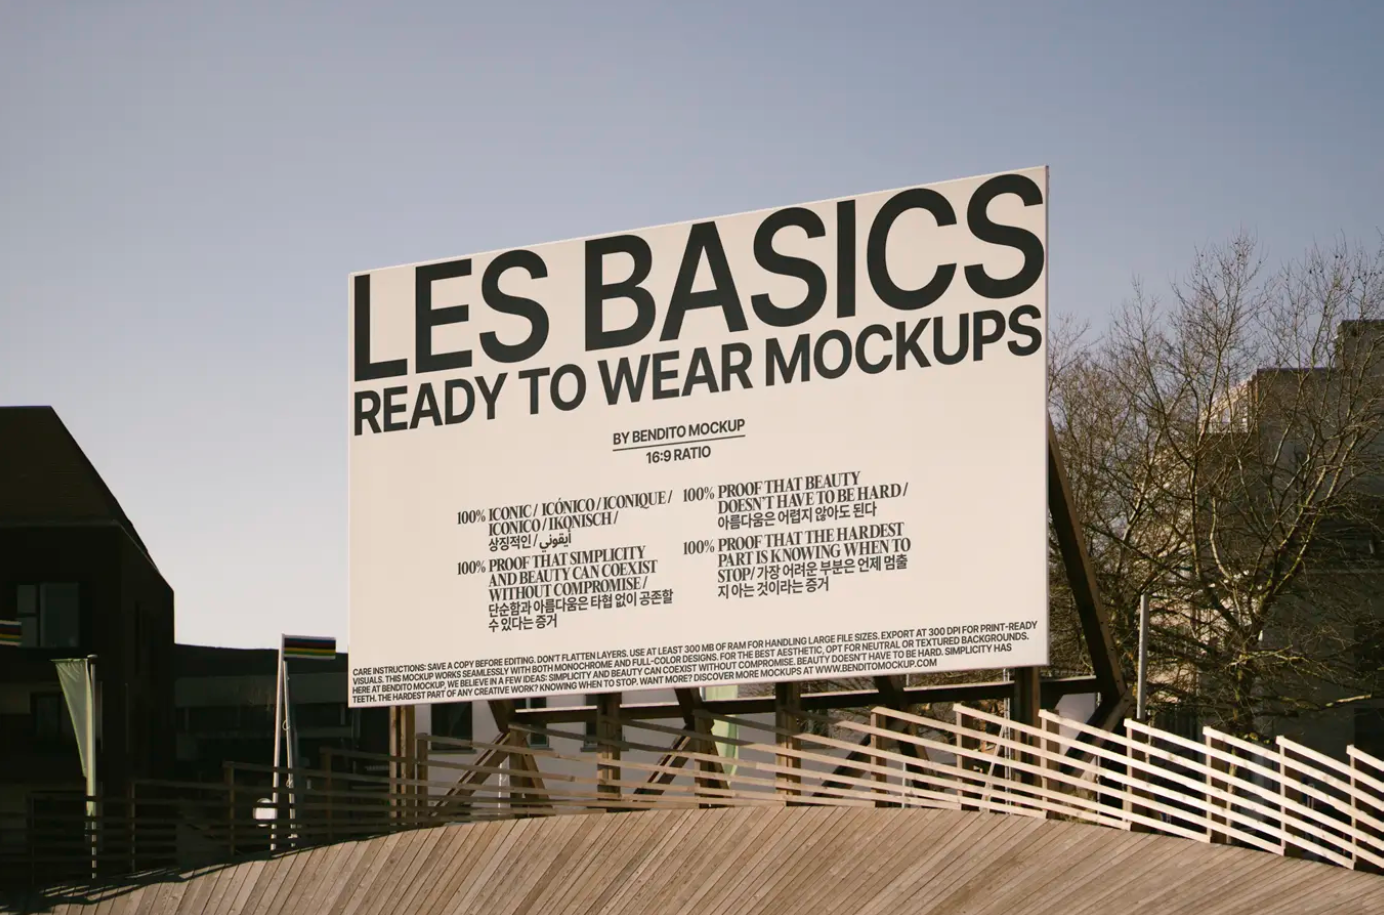 LES BASICS
READY TO WEAR MOCKUPS
BY BENDITO MOCKUP
16:9 RATIO
100% ICONIC / ICÓNICO / ICONIQUE /
ICONICO / IKONISCH /
상징적인 / أيقوني
100% PROOF THAT SIMPLICITY
AND BEAUTY CAN COEXIST
WITHOUT COMPROMISE /
단순함과 아름다움은 타협 없이 공존할
수 있다는 증거
100% PROOF THAT BEAUTY
DOESN'T HAVE TO BE HARD /
아름다움은 어렵지 않아도 된다
100% PROOF THAT THE HARDEST
PART IS KNOWING WHEN TO
STOP/ 가장 어려운 부분은 언제 멈출
지 아는 것이라는 증거
CARE INSTRUCTIONS: SAVE A COPY BEFORE EDITING. DON'T FLATTEN LAYERS. USE AT LEAST 300 MB OF RAM FOR HANDLING LARGE FILE SIZES. EXPORT AT 300 DPI FOR PRINT-READY
VISUALS. THIS MOCKUP WORKS SEAMLESSLY WITH BOTH MONOCHROME AND FULL-COLOR DESIGNS. FOR THE BEST AESTHETIC, OPT FOR NEUTRAL OR TEXTURED BACKGROUNDS.
HERE AT BENDITO MOCKUP, WE BELIEVE IN A FEW IDEAS: SIMPLICITY AND BEAUTY CAN COEXIST WITHOUT COMPROMISE. BEAUTY DOESN'T HAVE TO BE HARD. SIMPLICITY HAS
TEETH. THE HARDEST PART OF ANY CREATIVE WORK? KNOWING WHEN TO STOP. WANT MORE? DISCOVER MORE MOCKUPS AT WWW.BENDITOMOCKUP.COM